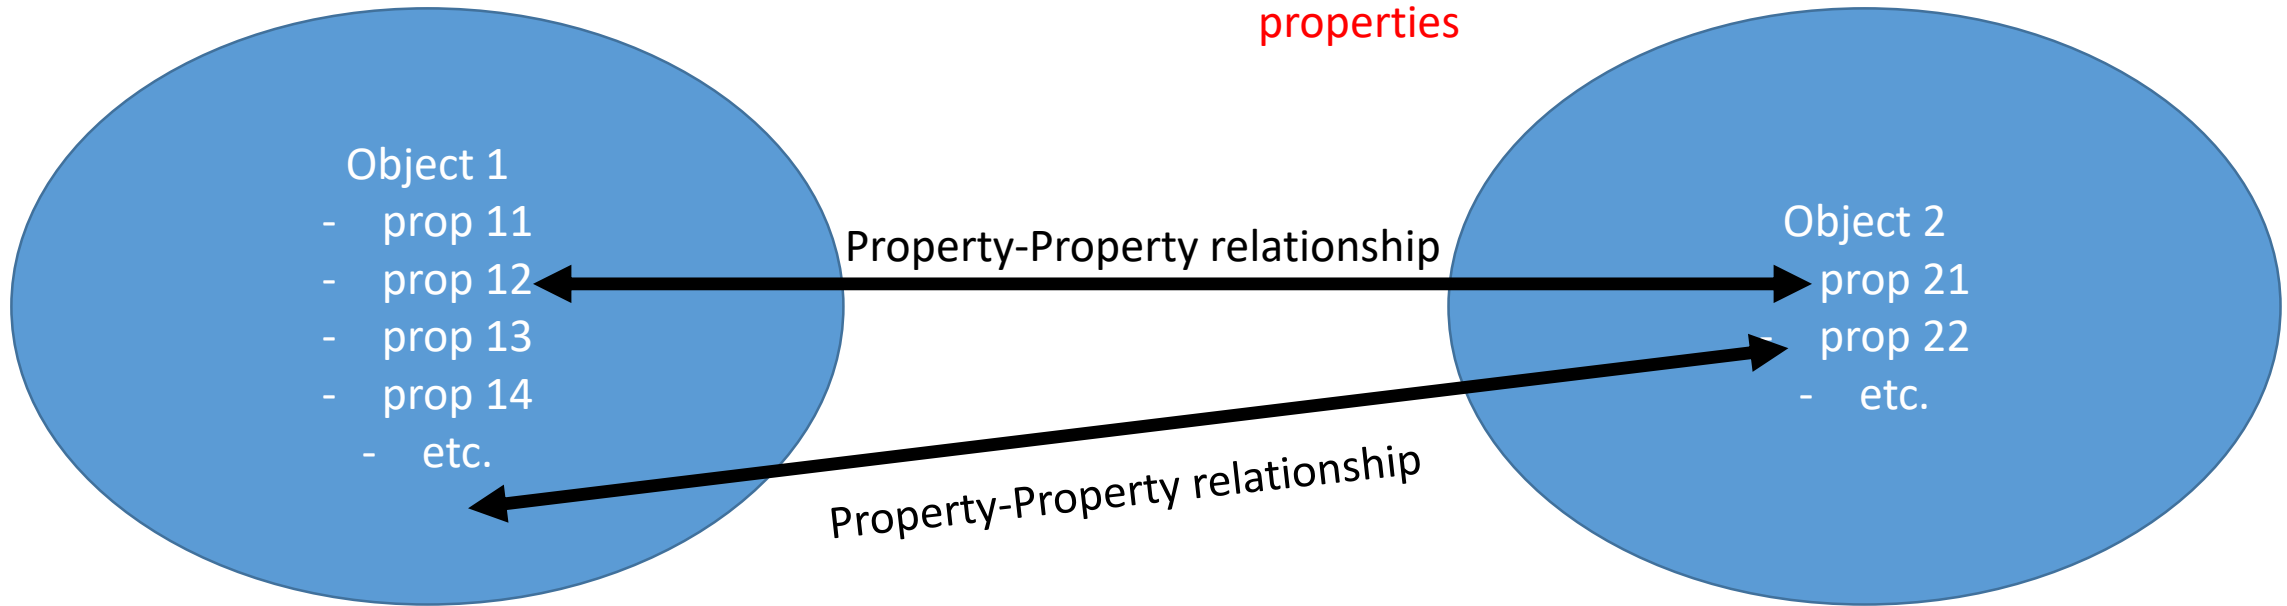 properties
Object 1
- prop 11
- prop 12
- prop 13
- prop 14
- etc.
Property-Property relationship
Property-Property relationship
Object 2
prop 21
- prop 22
- etc.